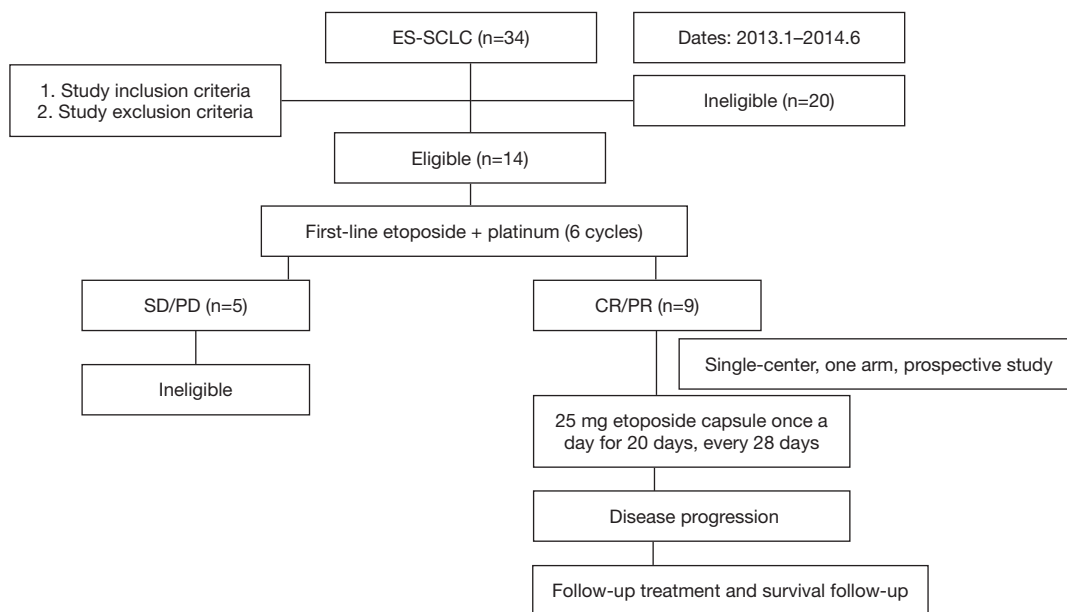 ES-SCLC (n=34)
Dates: 2013.1–2014.6
1. Study inclusion criteria
2. Study exclusion criteria
Ineligible (n=20)
Eligible (n=14)
First-line etoposide + platinum (6 cycles)
SD/PD (n=5)
CR/PR (n=9)
Ineligible
Single-center, one arm, prospective study
25 mg etoposide capsule once a
day for 20 days, every 28 days
Disease progression
Follow-up treatment and survival follow-up